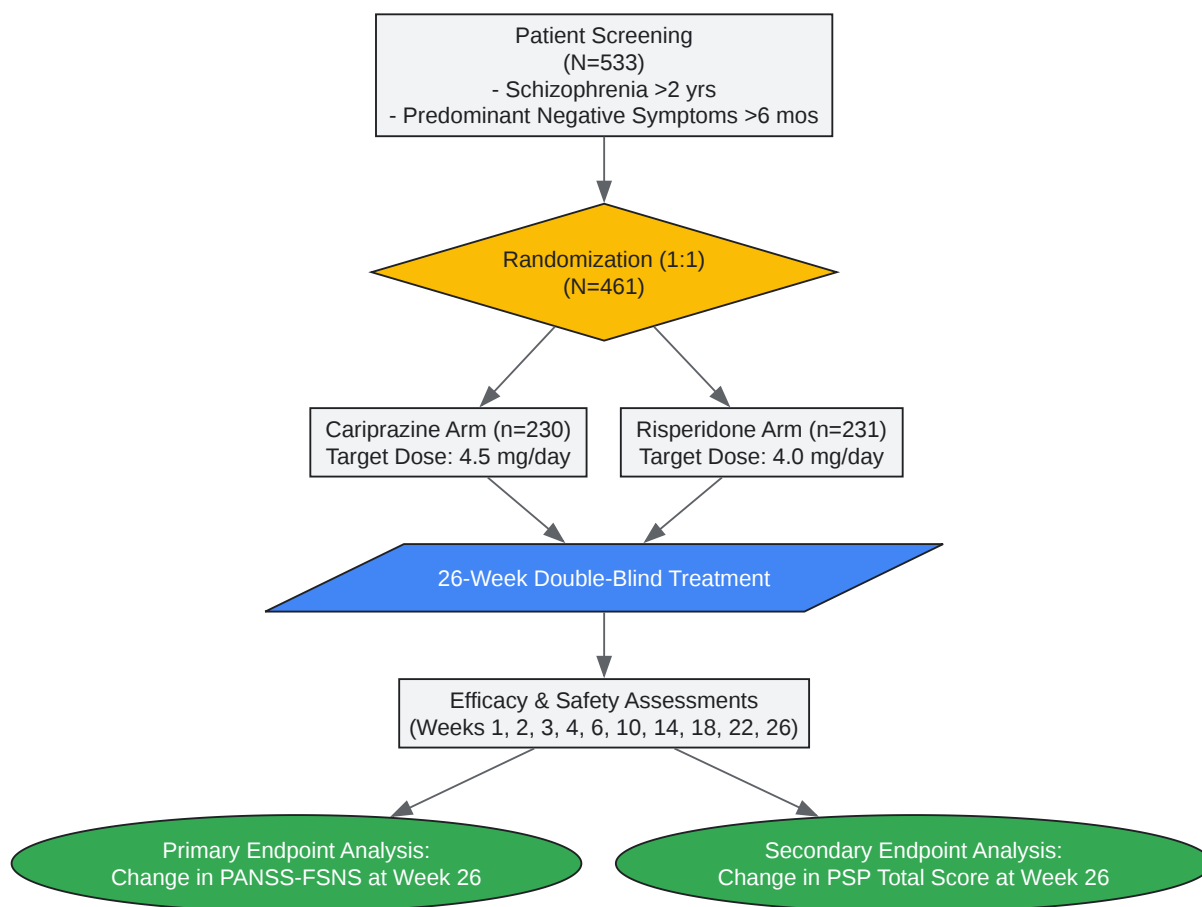 Patient Screening
(N=533)
- Schizophrenia >2 yrs
- Predominant Negative Symptoms >6 mos
Randomization (1:1)
(N=461)
Cariprazine Arm (n=230)
Target Dose: 4.5 mg/day
Risperidone Arm (n=231)
Target Dose: 4.0 mg/day
26-Week Double-Blind Treatment
Efficacy & Safety Assessments
(Weeks 1, 2, 3, 4, 6, 10, 14, 18, 22, 26)
Primary Endpoint Analysis:
Change in PANSS-FSNS at Week 26
Secondary Endpoint Analysis:
Change in PSP Total Score at Week 26